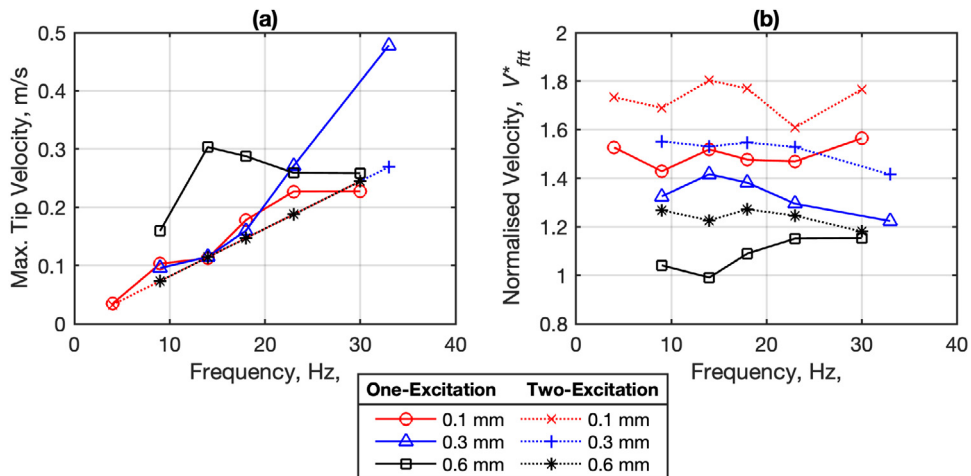 (a)
Max. Tip Velocity, m/s
0.5
0.4
0.3
0.2
0.1
0
0 10 20 30 40
Frequency, Hz,
(b)
Normalised Velocity, V*ftt
2
1.8
1.6
1.4
1.2
1
0.8
0 10 20 30 40
Frequency, Hz,
One-Excitation Two-Excitation
0.1 mm 0.1 mm
0.3 mm 0.3 mm
0.6 mm 0.6 mm